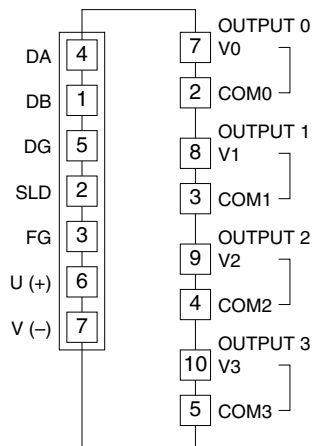 DA 4
DB 1
DG 5
SLD 2
FG 3
U (+) 6
V (–) 7
OUTPUT 0
7 V0
2 COM0
OUTPUT 1
8 V1
3 COM1
OUTPUT 2
9 V2
4 COM2
OUTPUT 3
10 V3
5 COM3